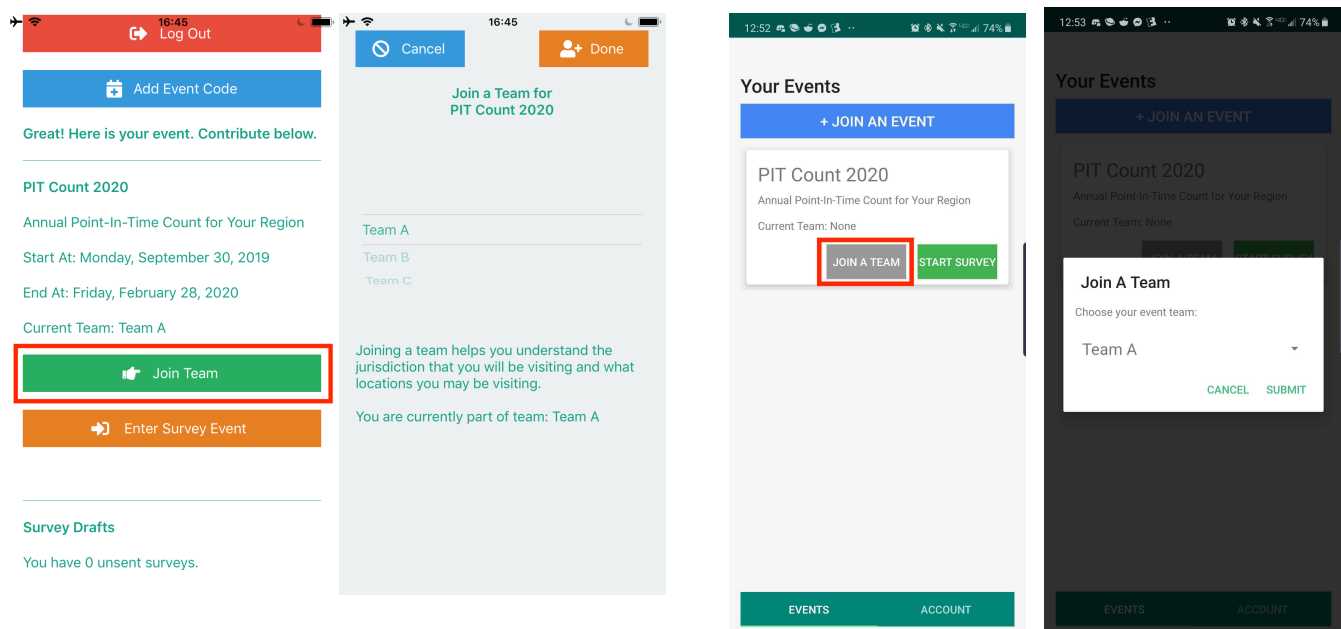 16:45
Log Out
Add Event Code
Great! Here is your event. Contribute below.
PIT Count 2020
Annual Point-In-Time Count for Your Region
Start At: Monday, September 30, 2019
End At: Friday, February 28, 2020
Current Team: Team A
Join Team
Enter Survey Event
Survey Drafts
You have 0 unsent surveys.
16:45
Cancel
Done
Join a Team for
PIT Count 2020
Team A
Team B
Team C
Joining a team helps you understand the
jurisdiction that you will be visiting and what
locations you may be visiting.
You are currently part of team: Team A
12:52 74%
Your Events
+ JOIN AN EVENT
PIT Count 2020
Annual Point-In-Time Count for Your Region
Current Team: None
JOIN A TEAM START SURVEY
EVENTS ACCOUNT
12:53 74%
Your Events
+ JOIN AN EVENT
PIT Count 2020
Annual Point-In-Time Count for Your Region
Current Team: None
JOIN A TEAM START SURVEY
Join A Team
Choose your event team:
Team A
CANCEL SUBMIT
EVENTS ACCOUNT